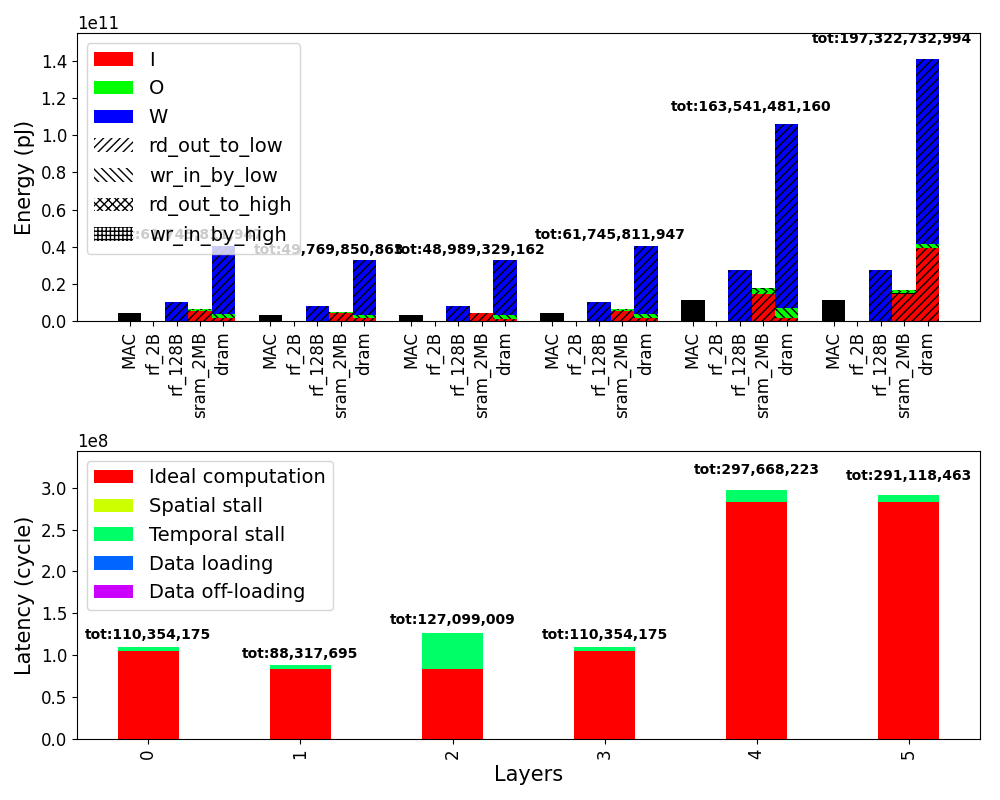 1e11
Energy (pJ)
1.4
1.2
1.0
0.8
0.6
0.4
0.2
0.0
I
O
W
rd_out_to_low
wr_in_by_low
rd_out_to_high
wr_in_by_high
tot:49,769,850,863
tot:48,989,329,162
tot:61,745,811,947
tot:163,541,481,160
tot:197,322,732,994
MAC
rf_2B
rf_128B
sram_2MB
dram
MAC
rf_2B
rf_128B
sram_2MB
dram
MAC
rf_2B
rf_128B
sram_2MB
dram
MAC
rf_2B
rf_128B
sram_2MB
dram
MAC
rf_2B
rf_128B
sram_2MB
dram
MAC
rf_2B
rf_128B
sram_2MB
dram
1e8
Latency (cycle)
3.0
2.5
2.0
1.5
1.0
0.5
0.0
Ideal computation
Spatial stall
Temporal stall
Data loading
Data off-loading
tot:110,354,175
tot:88,317,695
tot:127,099,009
tot:110,354,175
tot:297,668,223
tot:291,118,463
0
1
2
3
4
5
Layers